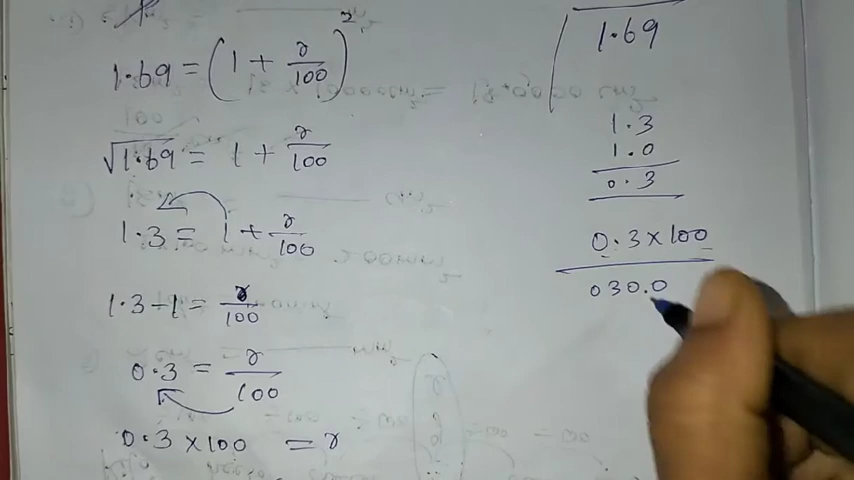 1.69 = (1 + r/100)^2
√1.69 = 1 + r/100
1.3 = 1 + r/100
1.3 - 1 = r/100
0.3 = r/100
0.3 × 100 = r
1.69
1.3
1.0
0.3
0.3 × 100
030.0